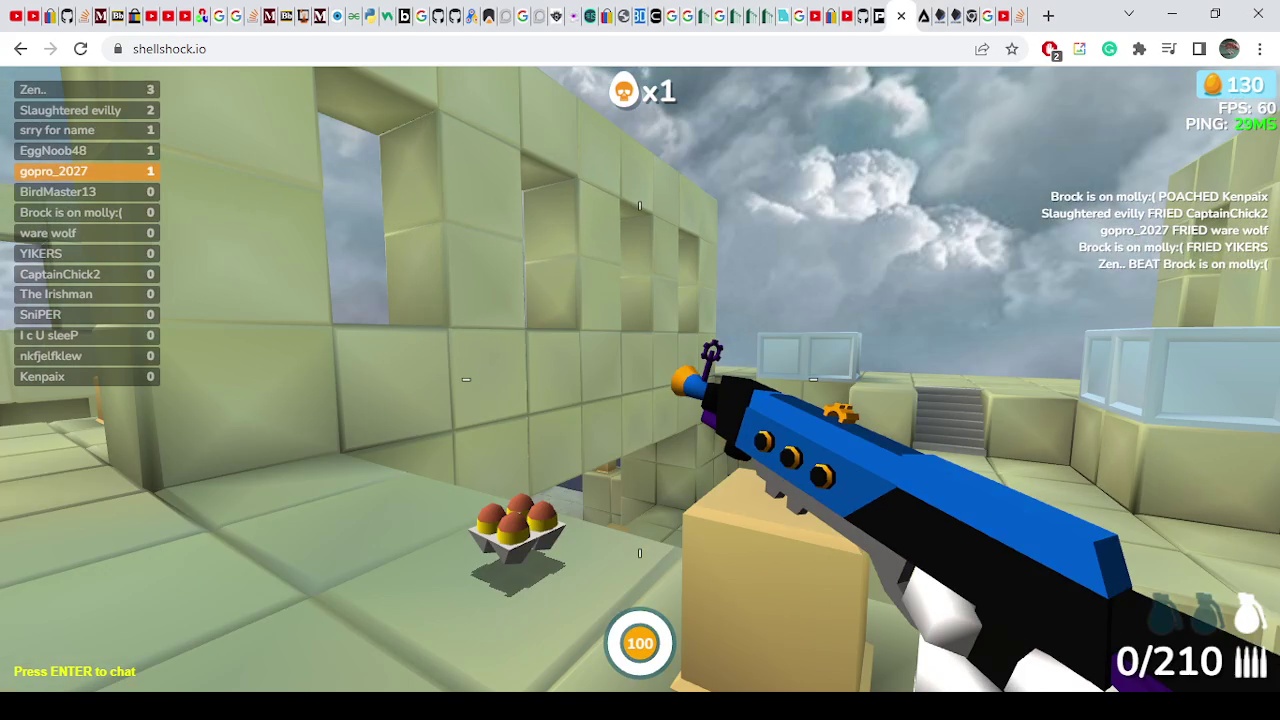 shellshock.io
2
Zen.. 3
Slaughtered evilly 2
srry for name 1
EggNoob48 1
gopro_2027 1
BirdMaster13 0
Brock is on molly:( 0
ware wolf 0
YIKERS 0
CaptainChick2 0
The Irishman 0
SniPER 0
I c U sleeP 0
nkfjelfklew 0
Kenpaix 0
x1
130
FPS: 60
PING: 29MS
Brock is on molly:( POACHED Kenpaix
Slaughtered evilly FRIED CaptainChick2
gopro_2027 FRIED ware wolf
Brock is on molly:( FRIED YIKERS
Zen.. BEAT Brock is on molly:(
100
0/210
Press ENTER to chat